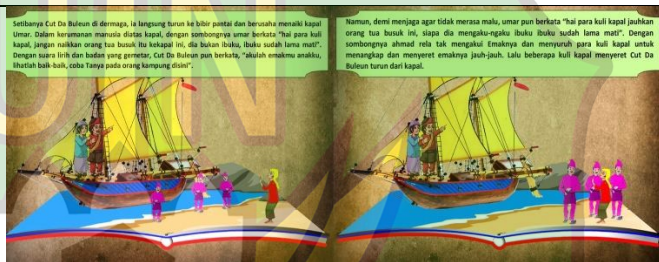 Setibanya Cut Da Buleun di dermaga, ia langsung turun ke bibir pantai dan berusaha menaiki kapal
Umar. Dalam kerumunan manusia diatas kapal, dengan sombongnya umar berkata "hai para kuli
kapal, jangan naikkan orang tua busuk itu kekapal ini, dia bukan ibuku, ibuku sudah lama mati".
Dengan suara lirih dan badan yang gemetar, Cut Da Buleun pun berkata, "akulah emakmu anakku,
lihatlah baik-baik, coba Tanya pada orang kampung disini".
Namun, demi menjaga agar tidak merasa malu, umar pun berkata "hai para kuli kapal jauhkan
orang tua busuk ini, siapa dia mengaku-ngaku ibuku ibuku sudah lama mati". Dengan
sombongnya ahmad rela tak mengakui Emaknya dan menyuruh para kuli kapal untuk
menangkap dan menyeret emaknya jauh-jauh. Lalu beberapa kuli kapal menyeret Cut Da
Buleun turun dari kapal.